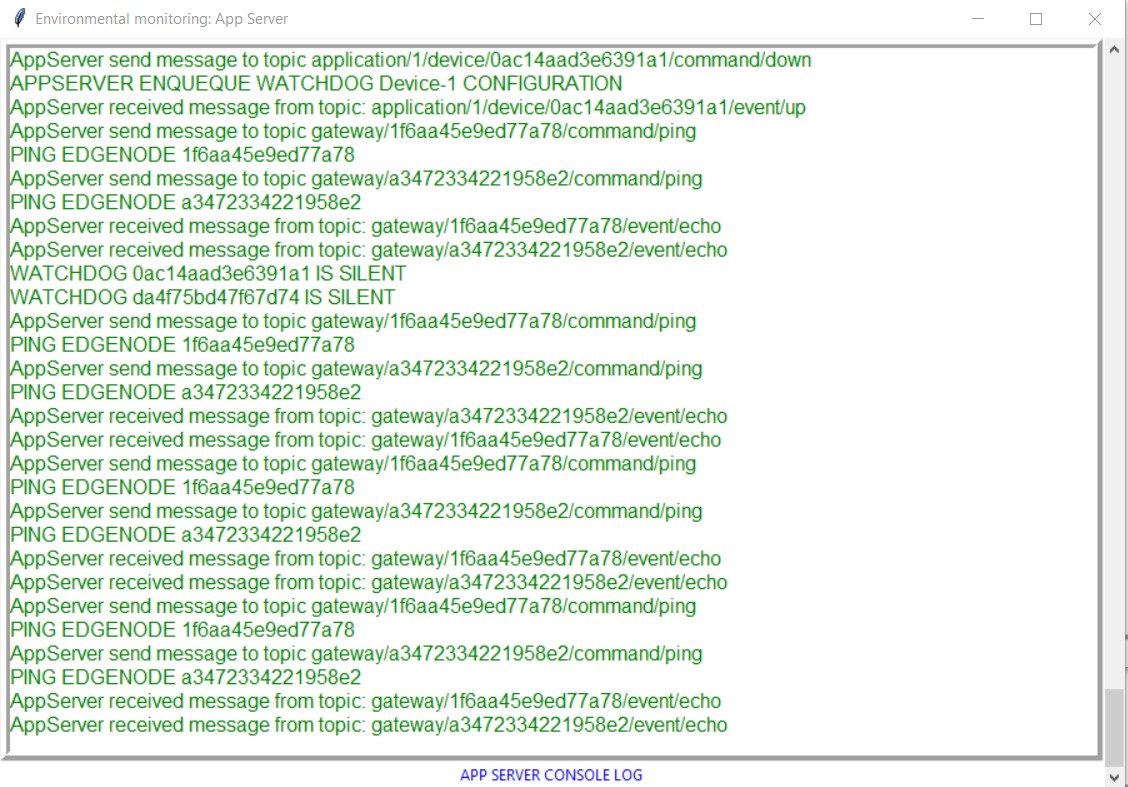 Environmental monitoring: App Server
AppServer send message to topic application/1/device/0ac14aad3e6391a1/command/down
APPSERVER ENQUEQUE WATCHDOG Device-1 CONFIGURATION
AppServer received message from topic: application/1/device/0ac14aad3e6391a1/event/up
AppServer send message to topic gateway/1f6aa45e9ed77a78/command/ping
PING EDGENODE 1f6aa45e9ed77a78
AppServer send message to topic gateway/a3472334221958e2/command/ping
PING EDGENODE a3472334221958e2
AppServer received message from topic: gateway/1f6aa45e9ed77a78/event/echo
AppServer received message from topic: gateway/a3472334221958e2/event/echo
WATCHDOG 0ac14aad3e6391a1 IS SILENT
WATCHDOG da4f75bd47f67d74 IS SILENT
AppServer send message to topic gateway/1f6aa45e9ed77a78/command/ping
PING EDGENODE 1f6aa45e9ed77a78
AppServer send message to topic gateway/a3472334221958e2/command/ping
PING EDGENODE a3472334221958e2
AppServer received message from topic: gateway/a3472334221958e2/event/echo
AppServer received message from topic: gateway/1f6aa45e9ed77a78/event/echo
AppServer send message to topic gateway/1f6aa45e9ed77a78/command/ping
PING EDGENODE 1f6aa45e9ed77a78
AppServer send message to topic gateway/a3472334221958e2/command/ping
PING EDGENODE a3472334221958e2
AppServer received message from topic: gateway/1f6aa45e9ed77a78/event/echo
AppServer received message from topic: gateway/a3472334221958e2/event/echo
AppServer send message to topic gateway/1f6aa45e9ed77a78/command/ping
PING EDGENODE 1f6aa45e9ed77a78
AppServer send message to topic gateway/a3472334221958e2/command/ping
PING EDGENODE a3472334221958e2
AppServer received message from topic: gateway/1f6aa45e9ed77a78/event/echo
AppServer received message from topic: gateway/a3472334221958e2/event/echo
APP SERVER CONSOLE LOG